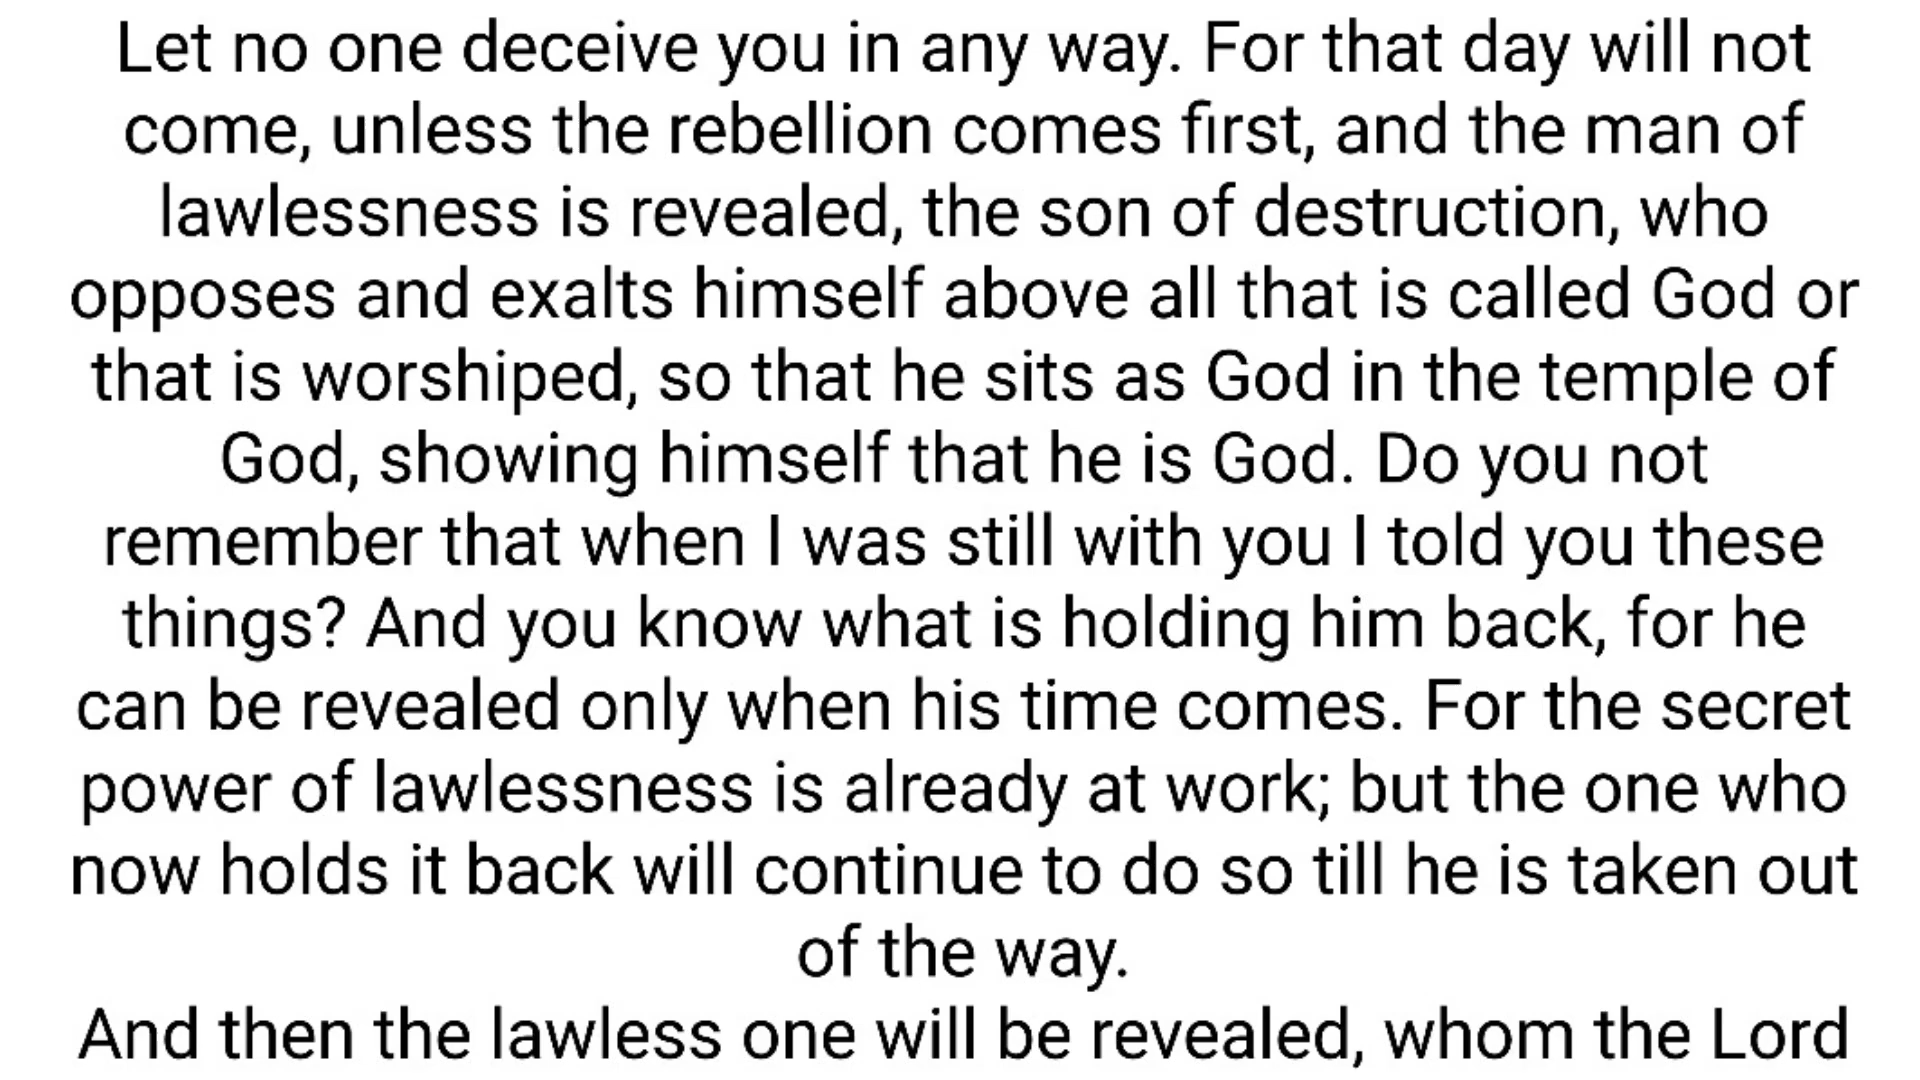 Let no one deceive you in any way. For that day will not
come, unless the rebellion comes first, and the man of
lawlessness is revealed, the son of destruction, who
opposes and exalts himself above all that is called God or
that is worshiped, so that he sits as God in the temple of
God, showing himself that he is God. Do you not
remember that when I was still with you I told you these
things? And you know what is holding him back, for he
can be revealed only when his time comes. For the secret
power of lawlessness is already at work; but the one who
now holds it back will continue to do so till he is taken out
of the way.
And then the lawless one will be revealed, whom the Lord